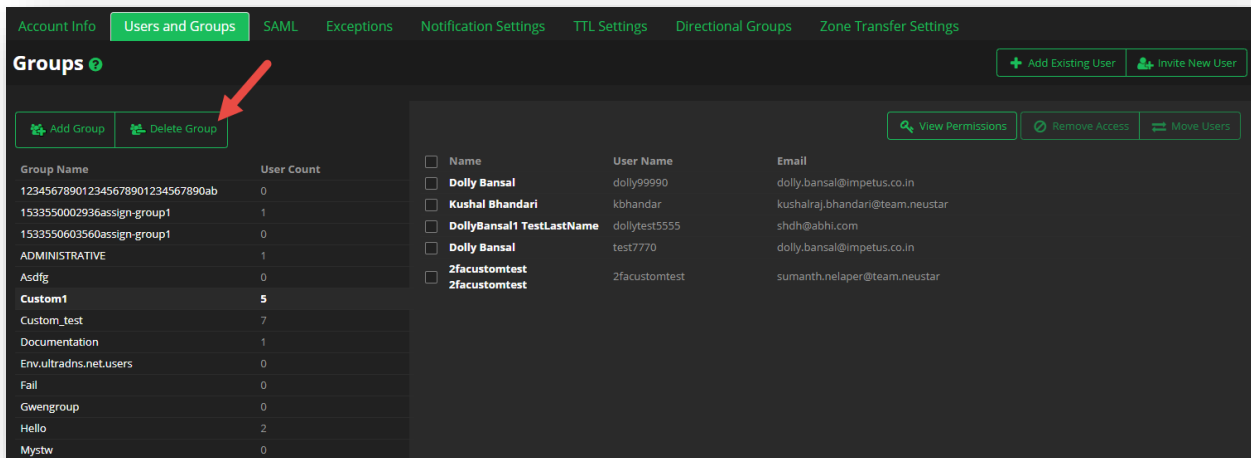 Account Info Users and Groups SAML Exceptions Notification Settings TTL Settings Directional Groups Zone Transfer Settings
Groups ?
Add Existing User Invite New User
Add Group Delete Group
View Permissions Remove Access Move Users
Group Name User Count
1234567890123456789012345678​90ab 0
1533550002936assign-group1 1
1533550603560assign-group1 0
ADMINISTRATIVE 1
Asdfg 0
Custom1 5
Custom_test 7
Documentation 1
Env.ultradns.net.users 0
Fail 0
Gwengroup 0
Hello 2
Mystw 0
Name User Name Email
Dolly Bansal dolly99990 dolly.bansal@impetus.co.in
Kushal Bhandari kbhandar kushalraj.bhandari@team.neustar
DollyBansal1 TestLastName dollytest5555 shdh@abhi.com
Dolly Bansal test7770 dolly.bansal@impetus.co.in
2facustomtest
2facustomtest 2facustomtest sumanth.nelaper@team.neustar